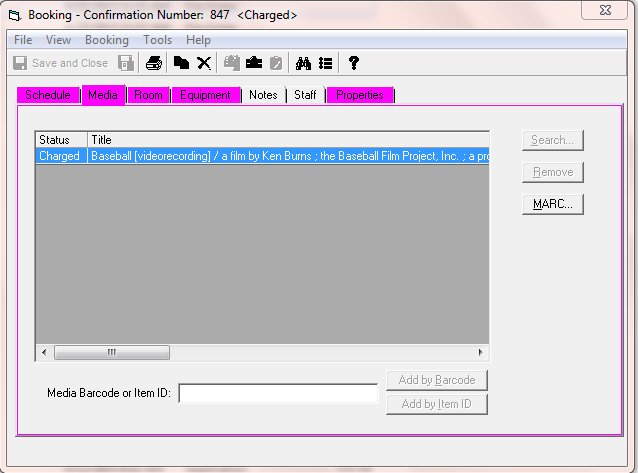 Booking - Confirmation Number: 847 <Charged>
File View Booking Tools Help
Save and Close
Schedule Media Room Equipment Notes Staff Properties
Status Title
Charged Baseball [videorecording] / a film by Ken Burns ; the Baseball Film Project, Inc. ; a pro
Search...
Remove
MARC...
Media Barcode or Item ID:
Add by Barcode
Add by Item ID